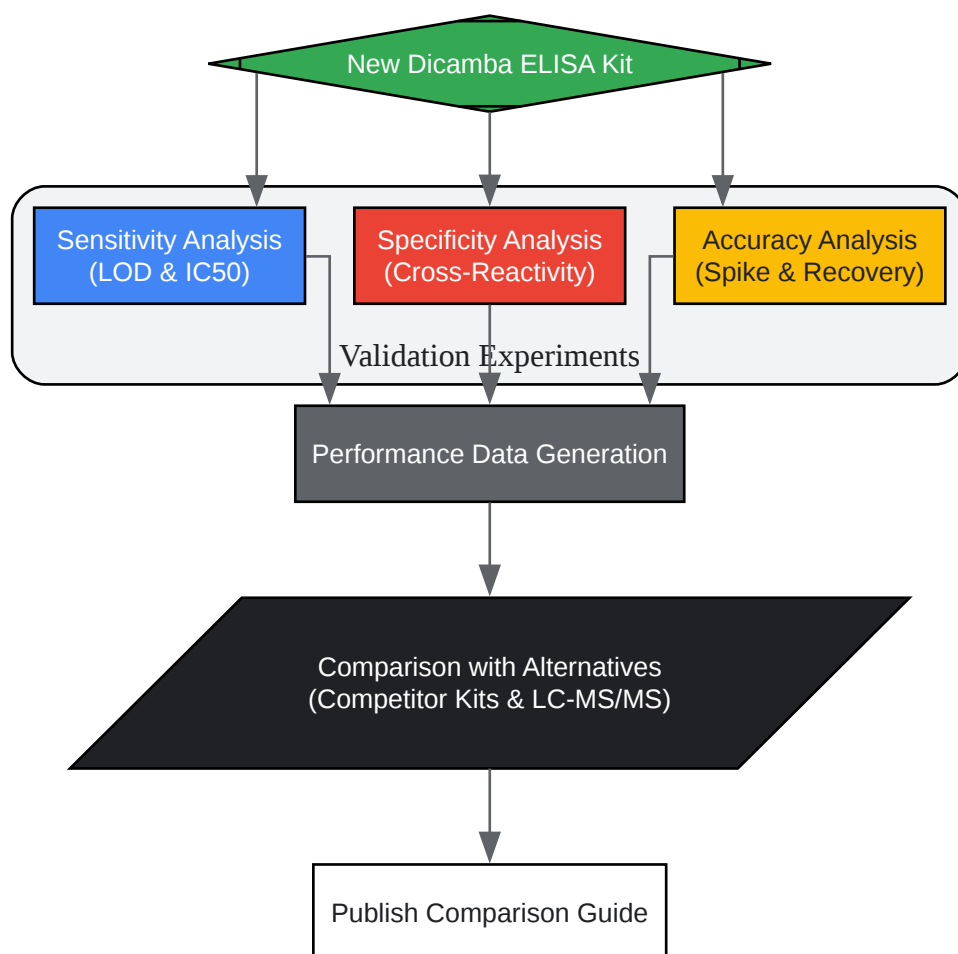 New Dicamba ELISA Kit
Sensitivity Analysis
(LOD & IC50)
Specificity Analysis
(Cross-Reactivity)
Accuracy Analysis
(Spike & Recovery)
Validation Experiments
Performance Data Generation
Comparison with Alternatives
(Competitor Kits & LC-MS/MS)
Publish Comparison Guide